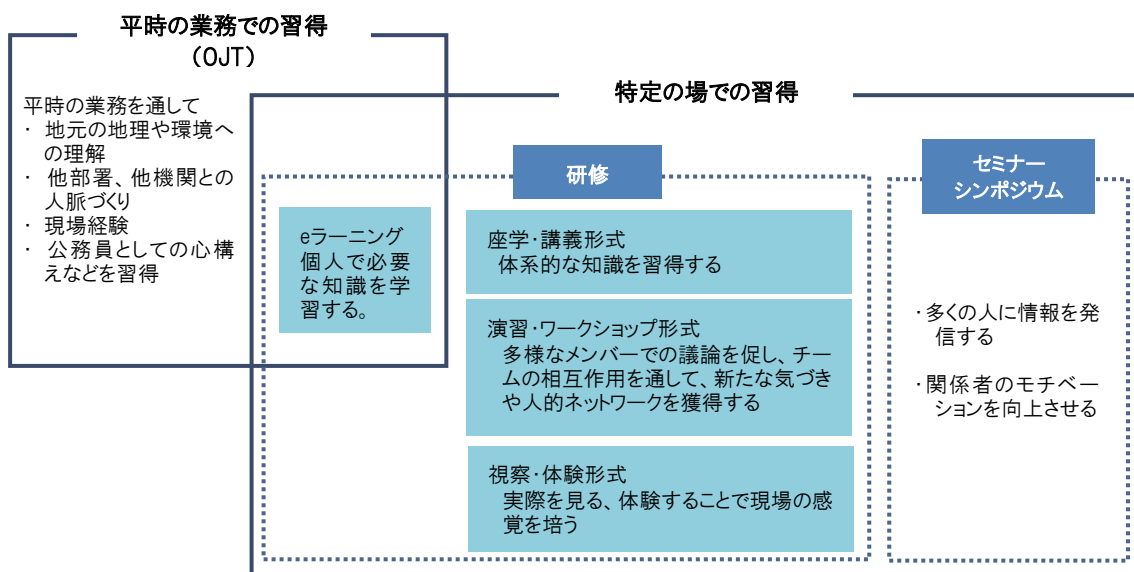 平時の業務での習得
（OJT）
平時の業務を通して
・ 地元の地理や環境へ
の理解
・ 他部署、他機関との
人脈づくり
・ 現場経験
・ 公務員としての心構
えなどを習得
特定の場での習得
研修
eラーニング
個人で必要
な知識を学
習する。
座学・講義形式
体系的な知識を習得する
演習・ワークショップ形式
多様なメンバーでの議論を促し、チー
ムの相互作用を通して、新たな気づき
や人的ネットワークを獲得する
視察・体験形式
実際を見る、体験することで現場の感
覚を培う
セミナー
シンポジウム
・多くの人に情報を発
信する
・関係者のモチベー
ションを向上させる